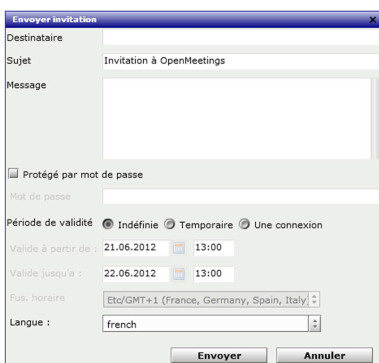 Envoyer invitation x
Destinataire
Sujet Invitation à OpenMeetings
Message
Protégé par mot de passe
Mot de passe
Période de validité Indéfinie Temporaire Une connexion
Valide à partir de : 21.06.2012 13:00
Valide jusqu'a : 22.06.2012 13:00
Fus. horaire Etc/GMT+1 (France, Germany, Spain, Italy
Langue : french
Envoyer Annuler